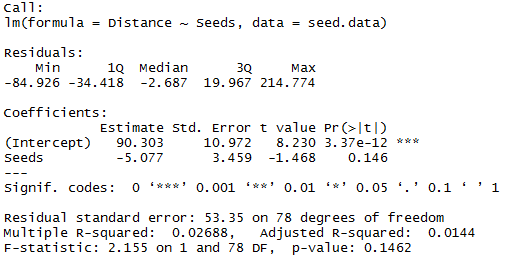 Call:
lm(formula = Distance ~ Seeds, data = seed.data)
Residuals:
    Min      1Q  Median      3Q     Max
-84.926 -34.418  -2.687  19.967 214.774
Coefficients:
            Estimate Std. Error t value Pr(>|t|)
(Intercept)   90.303     10.972   8.230 3.37e-12 ***
Seeds         -5.077      3.459  -1.468    0.146
---
Signif. codes:  0 ‘***’ 0.001 ‘**’ 0.01 ‘*’ 0.05 ‘.’ 0.1 ‘ ’ 1
Residual standard error: 53.35 on 78 degrees of freedom
Multiple R-squared:  0.02688,   Adjusted R-squared:  0.0144
F-statistic: 2.155 on 1 and 78 DF,  p-value: 0.1462